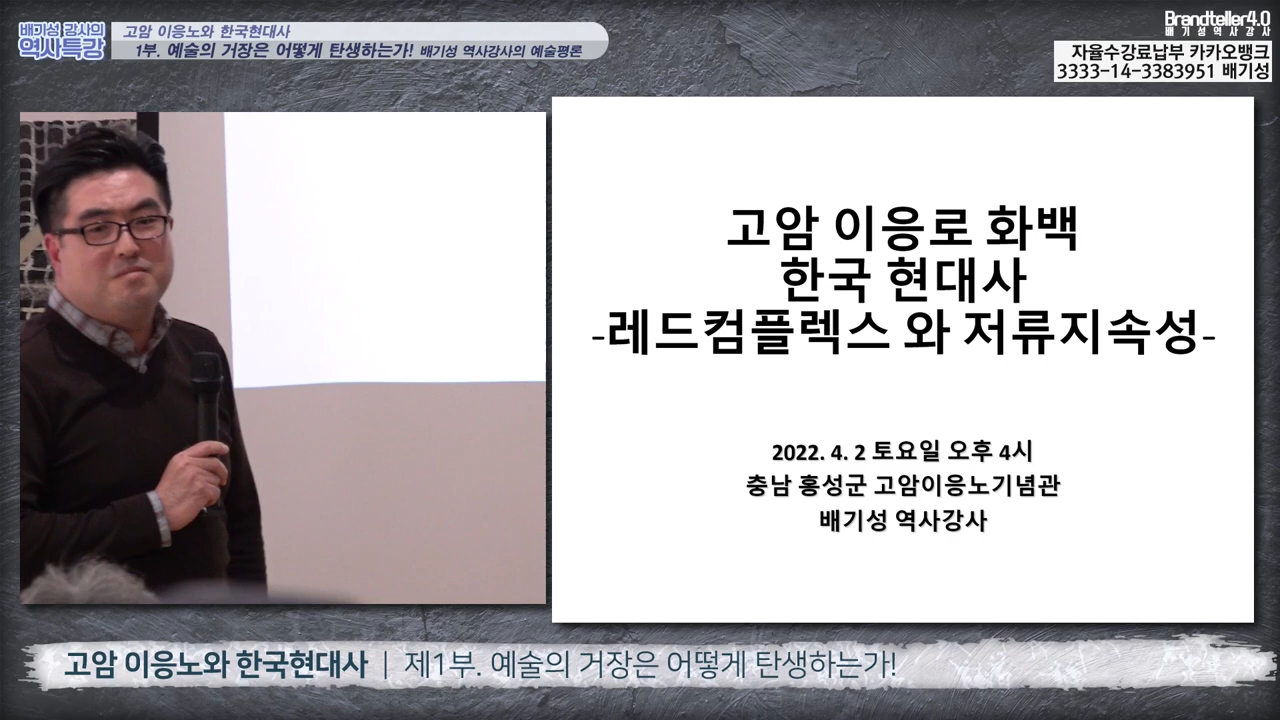 배기성 강사의
역사특강
고암 이응노와 한국현대사
1부. 예술의 거장은 어떻게 탄생하는가! 배기성 역사강사의 예술평론
Brandteller4.0
배기성역사강사
자율수강료납부 카카오뱅크
3333-14-3383951 배기성
고암 이응로 화백
한국 현대사
-레드컴플렉스 와 저류지속성-
2022. 4. 2 토요일 오후 4시
충남 홍성군 고암이응노기념관
배기성 역사강사
고암 이응노와 한국현대사 | 제1부. 예술의 거장은 어떻게 탄생하는가!